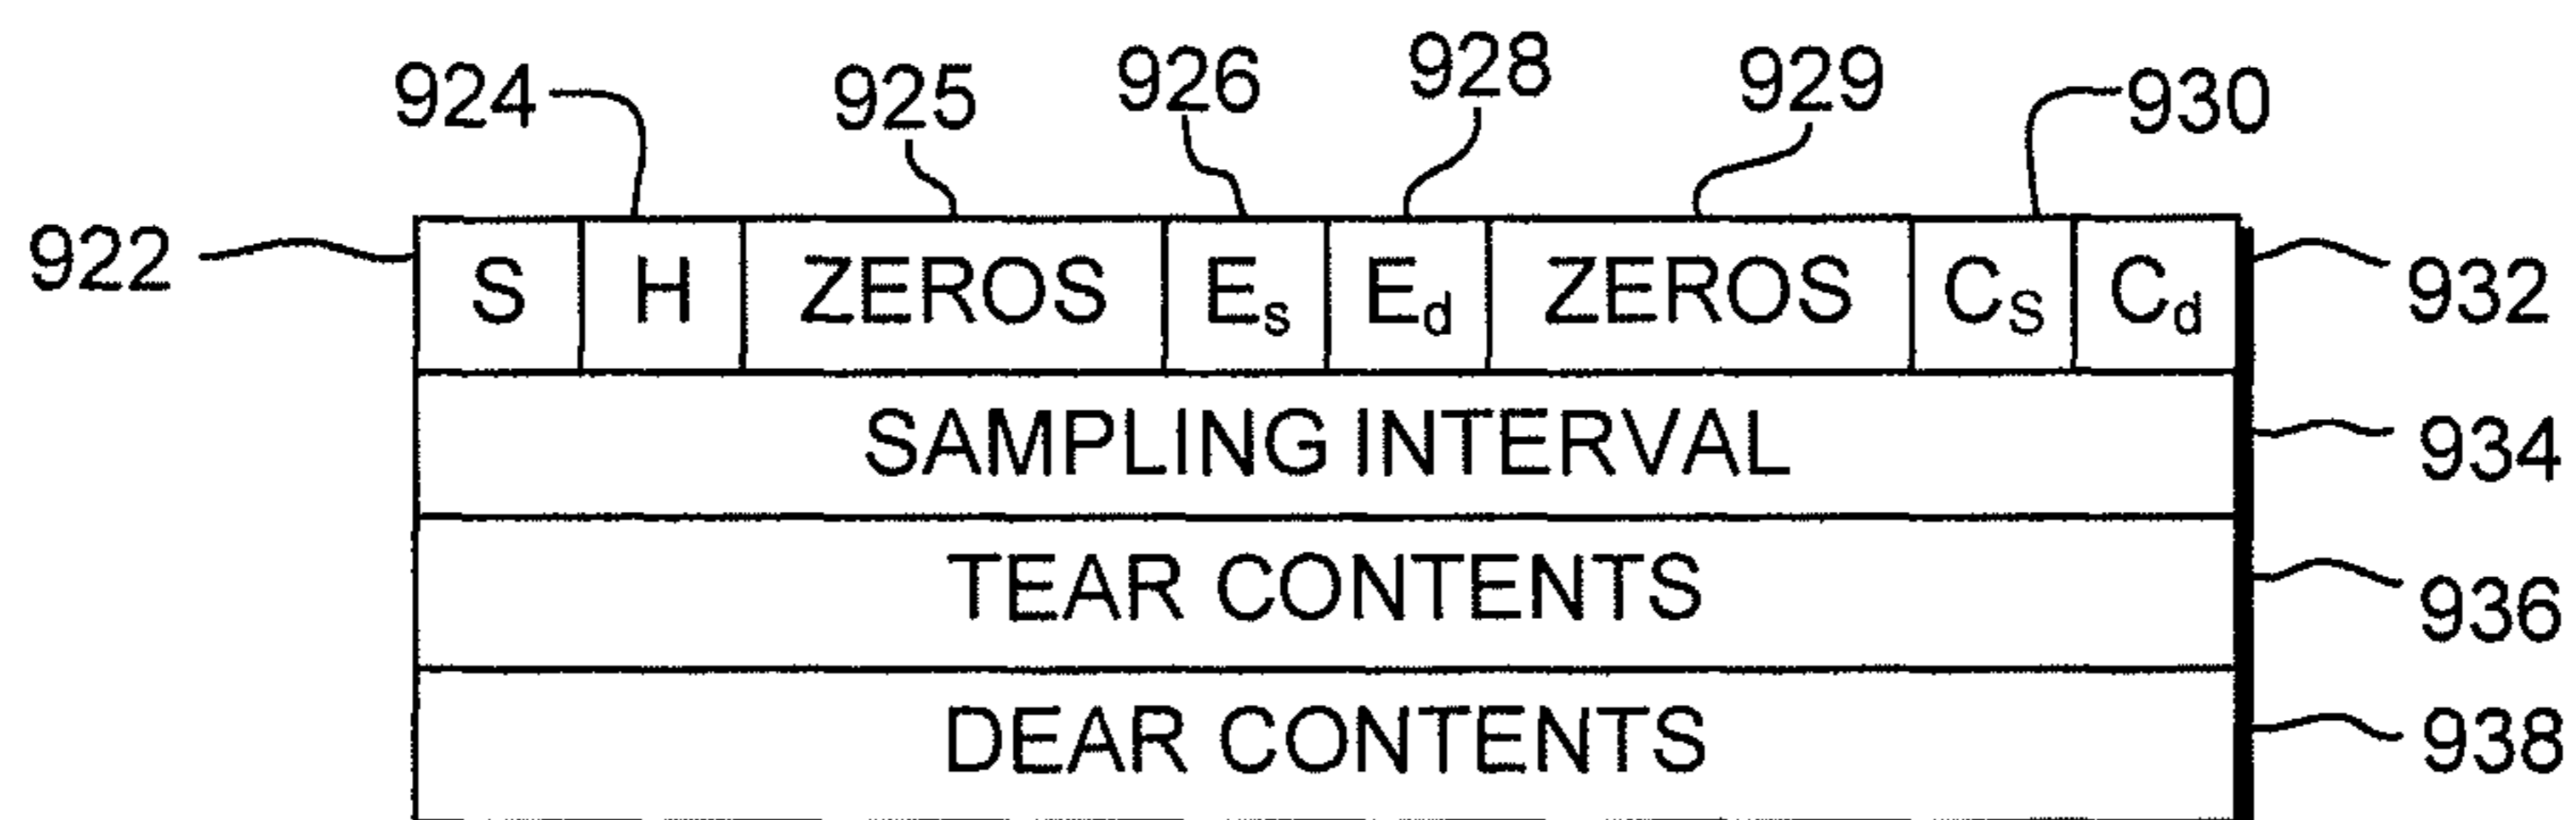 924 925 926 928 929 930
922 S H ZEROS Es Ed ZEROS CS Cd 932
SAMPLING INTERVAL 934
TEAR CONTENTS 936
DEAR CONTENTS 938